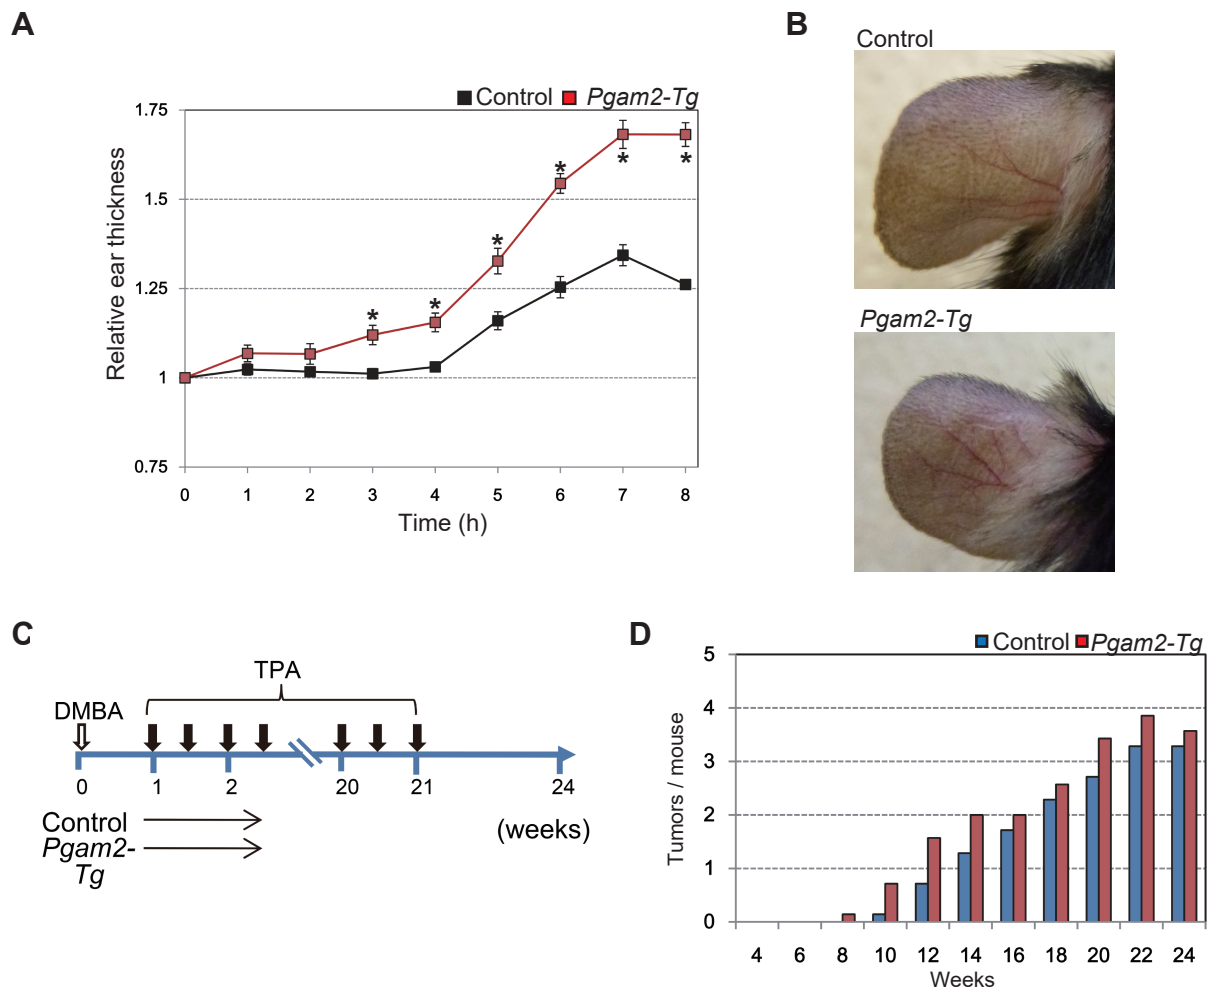 A
Control Pgam2-Tg
1.75
1.5
1.25
1
0.75
Relative ear thickness
* * * * * *
0 1 2 3 4 5 6 7 8
Time (h)
B
Control
Pgam2-Tg
C
TPA
DMBA
0 1 2 20 21 24
Control
Pgam2-
Tg
(weeks)
D
Control Pgam2-Tg
5
4
3
2
1
0
Tumors / mouse
4 6 8 10 12 14 16 18 20 22 24
Weeks